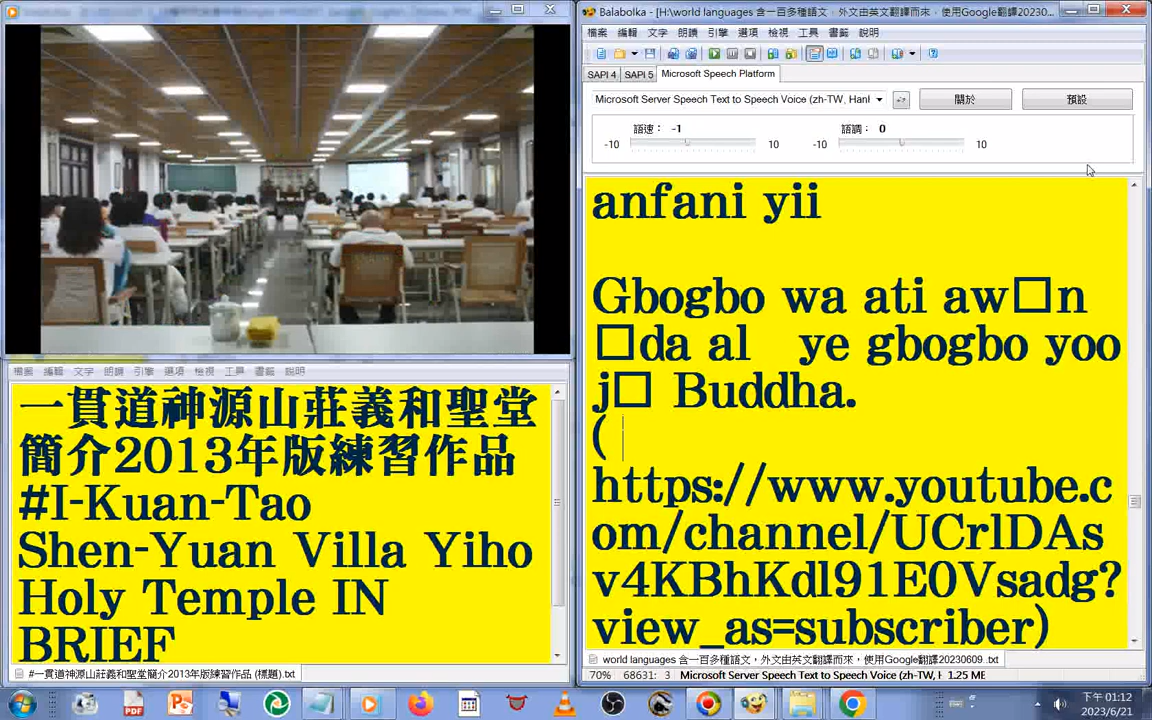 Balabolka - [H:\world languages 含一百多種語文，外文由英文翻譯而來，使用Google翻譯20230...
檔案 編輯 文字 朗讀 引擎 選項 檢視 工具 書籤 說明
SAPI 4 SAPI 5 Microsoft Speech Platform
Microsoft Server Speech Text to Speech Voice (zh-TW, Hanl
關於
預設
語速： -1
語調： 0
-10 10 -10 10
anfani yii
Gbogbo wa ati aw□n
□da al ye gbogbo yoo
j□ Buddha.
(
https://www.youtube.c
om/channel/UCrlDAs
v4KBhKdl91E0Vsadg?
view_as=subscriber)
world languages 含一百多種語文，外文由英文翻譯而來，使用Google翻譯20230609 .txt
70% 68631: 3 Microsoft Server Speech Text to Speech Voice (zh-TW, H 1.25 ME
檔案 編輯 文字 朗讀 引擎 選項 檢視 工具 書籤 說明
一貫道神源山莊義和聖堂
簡介2013年版練習作品
#I-Kuan-Tao
Shen-Yuan Villa Yiho
Holy Temple IN
BRIEF
#一貫道神源山莊義和聖堂簡介2013年版練習作品 (標題).txt
下午 01:12
2023/6/21